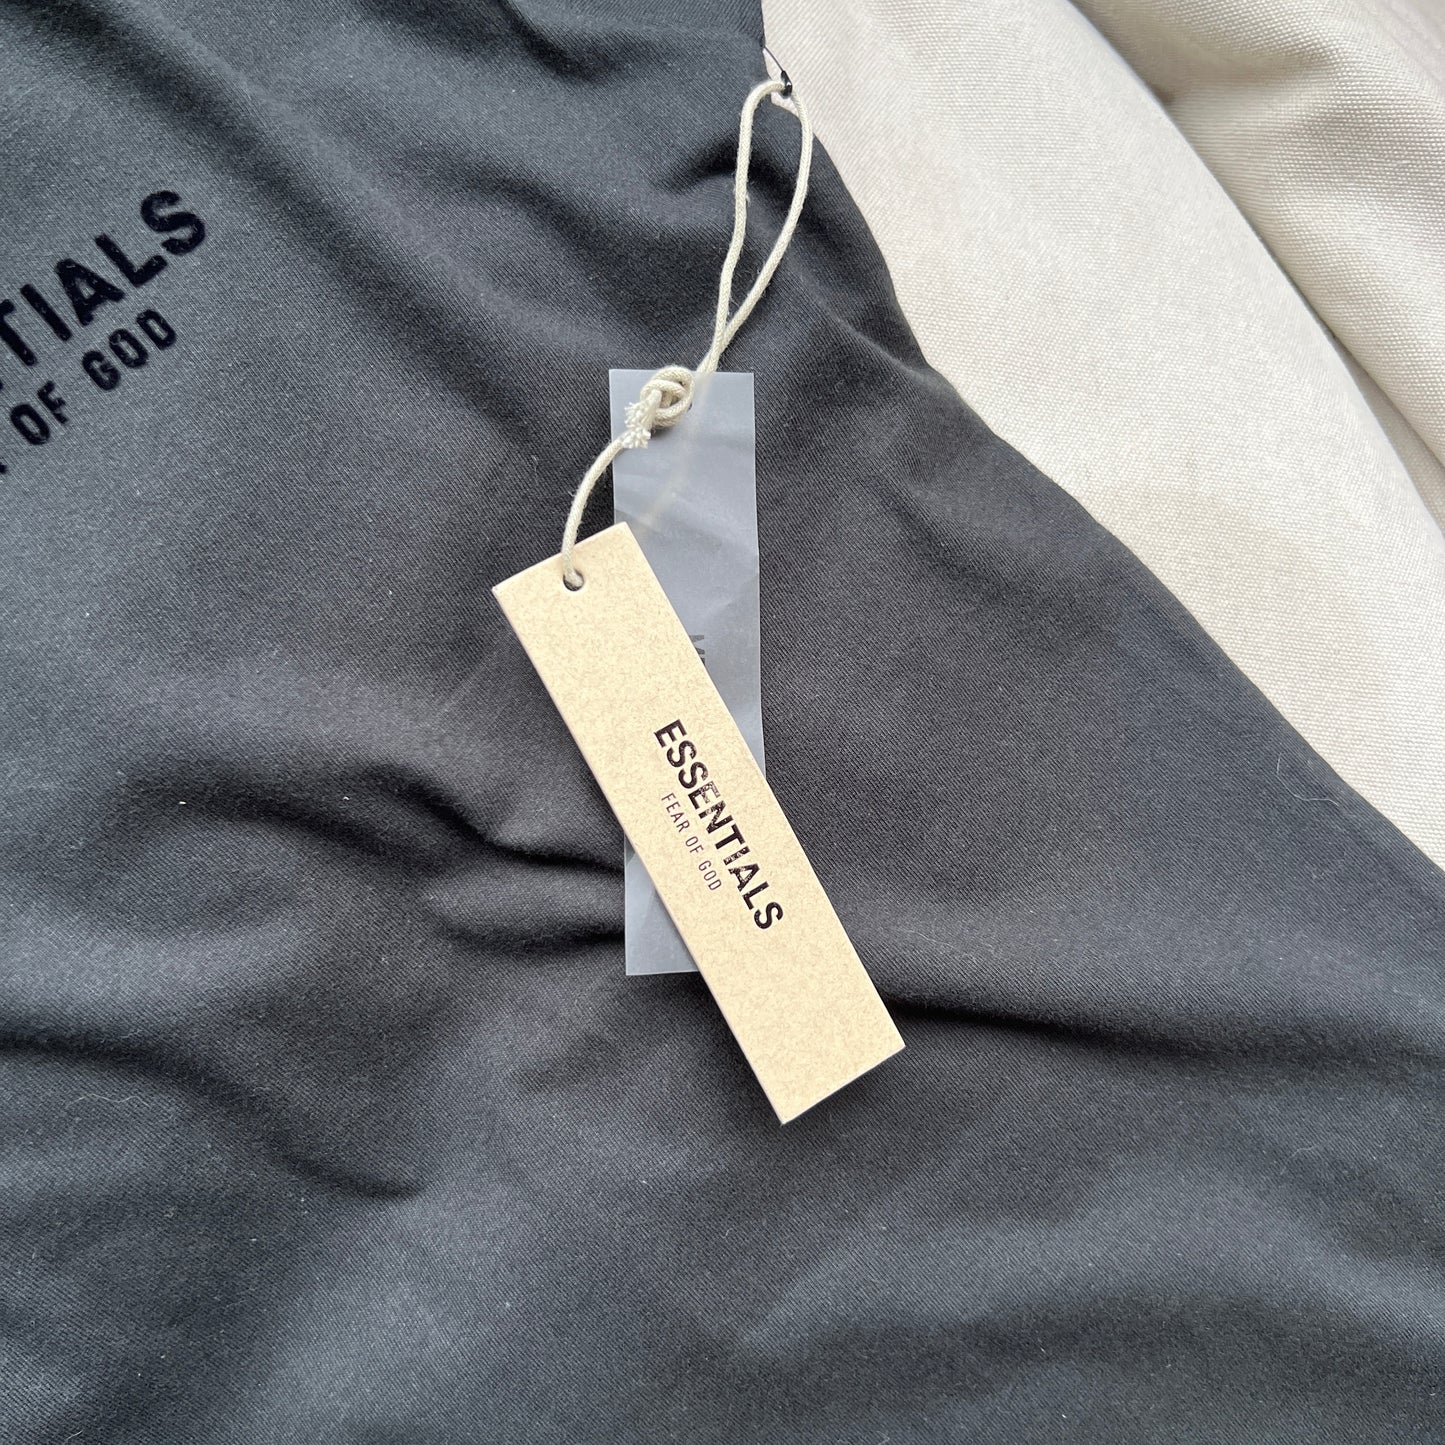 TIALS
OF GOD
ESSENTIALS
FEAR OF GOD